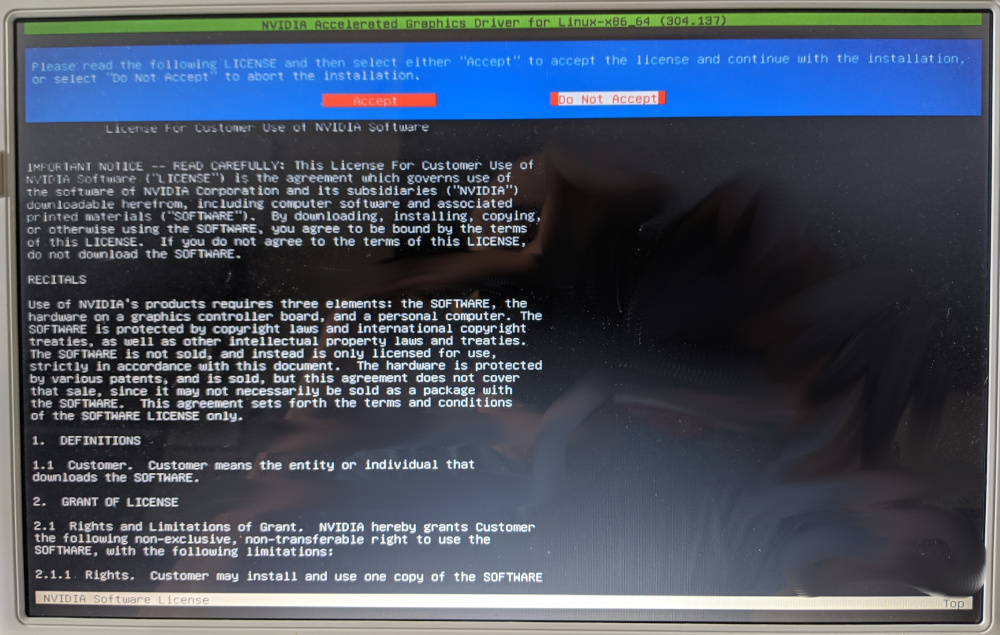 NVIDIA Accelerated Graphics Driver for Linux-x86_64 (304.137)
Please read the following LICENSE and then select either "Accept" to accept the license and continue with the installation,
or select "Do Not Accept" to abort the installation.
Accept Do Not Accept
License For Customer Use of NVIDIA Software
IMPORTANT NOTICE -- READ CAREFULLY: This License For Customer Use of
NVIDIA Software ("LICENSE") is the agreement which governs use of
the software of NVIDIA Corporation and its subsidiaries ("NVIDIA")
downloadable herefrom, including computer software and associated
printed materials ("SOFTWARE").  By downloading, installing, copying,
or otherwise using the SOFTWARE, you agree to be bound by the terms
of this LICENSE.  If you do not agree to the terms of this LICENSE,
do not download the SOFTWARE.
RECITALS
Use of NVIDIA's products requires three elements: the SOFTWARE, the
hardware on a graphics controller board, and a personal computer. The
SOFTWARE is protected by copyright laws and international copyright
treaties, as well as other intellectual property laws and treaties.
The SOFTWARE is not sold, and instead is only licensed for use,
strictly in accordance with this document.  The hardware is protected
by various patents, and is sold, but this agreement does not cover
that sale, since it may not necessarily be sold as a package with
the SOFTWARE.  This agreement sets forth the terms and conditions
of the SOFTWARE LICENSE only.
1.  DEFINITIONS
1.1  Customer.  Customer means the entity or individual that
downloads the SOFTWARE.
2.  GRANT OF LICENSE
2.1  Rights and Limitations of Grant.  NVIDIA hereby grants Customer
the following non-exclusive, non-transferable right to use the
SOFTWARE, with the following limitations:
2.1.1  Rights.  Customer may install and use one copy of the SOFTWARE
NVIDIA Software License Top